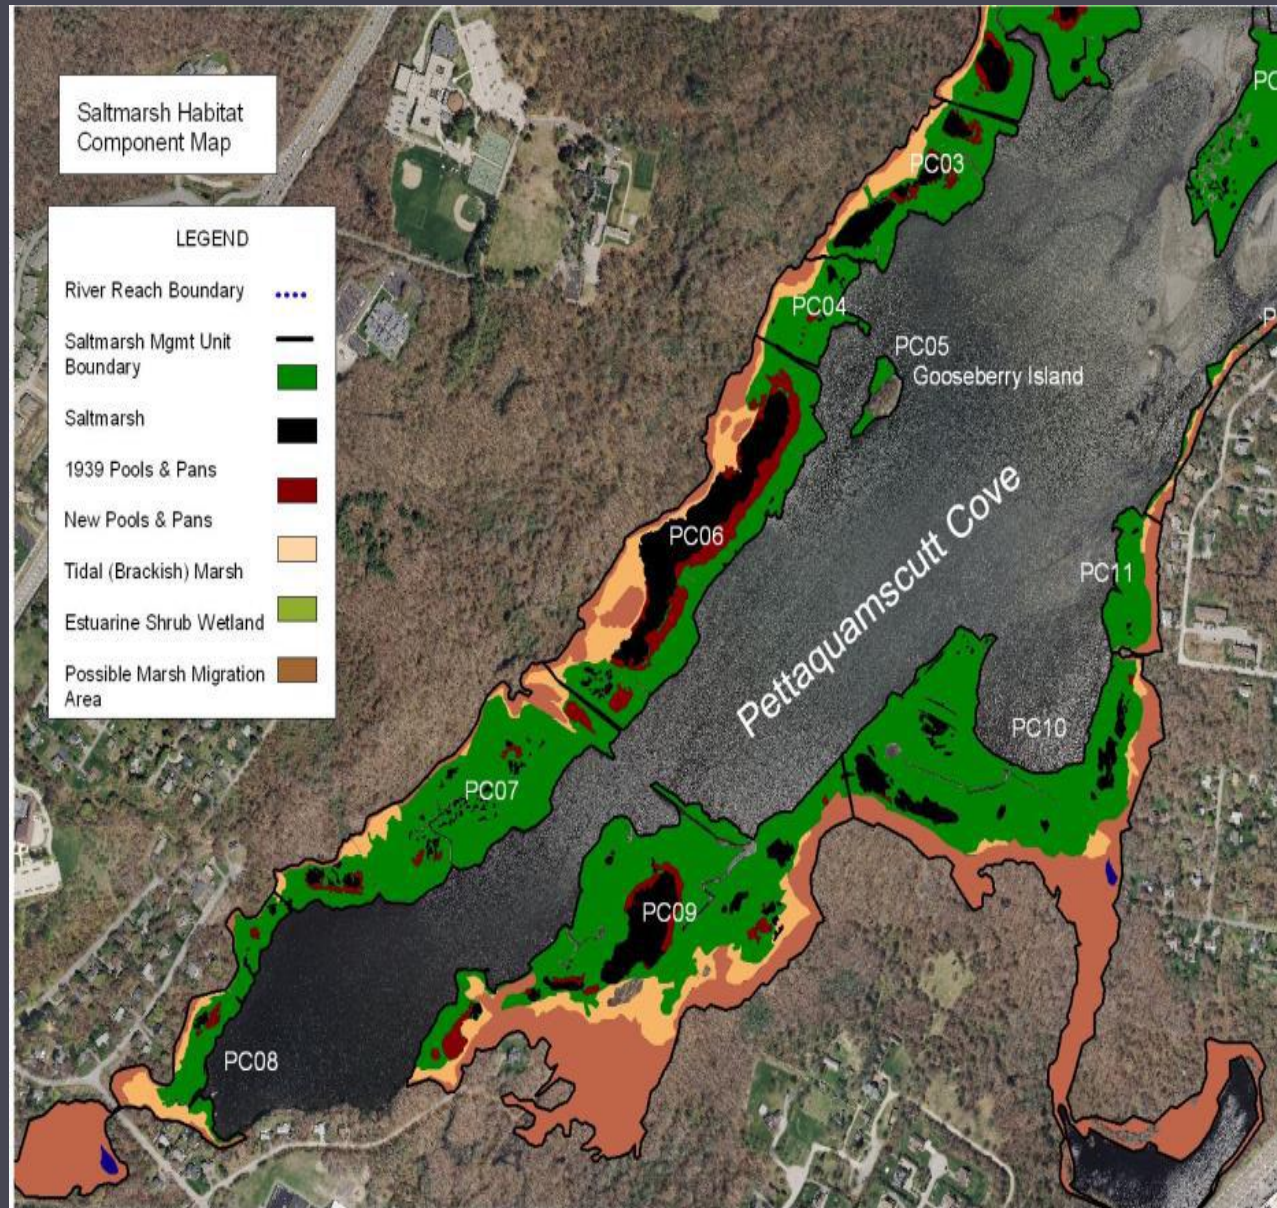 Saltmarsh Habitat
Component Map
LEGEND
River Reach Boundary
Saltmarsh Mgmt Unit
Boundary
Saltmarsh
1939 Pools & Pans
New Pools & Pans
Tidal (Brackish) Marsh
Estuarine Shrub Wetland
Possible Marsh Migration
Area
PC
PC03
PC04
P
PC05
Gooseberry Island
Pettaquamscutt Cove
PC06
PC11
PC10
PC07
PC09
PC08